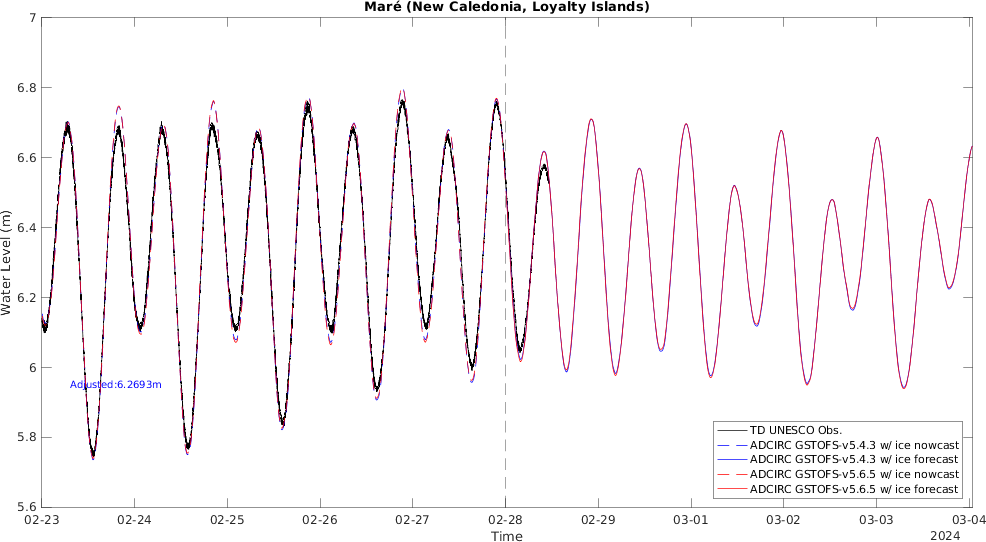 Maré (New Caledonia, Loyalty Islands)
7
6.8
6.6
6.4
6.2
6
5.8
5.6
Water Level (m)
Adjusted:6.2693m
TD UNESCO Obs.
ADCIRC GSTOFS-v5.4.3 w/ ice nowcast
ADCIRC GSTOFS-v5.4.3 w/ ice forecast
ADCIRC GSTOFS-v5.6.5 w/ ice nowcast
ADCIRC GSTOFS-v5.6.5 w/ ice forecast
02-23 02-24 02-25 02-26 02-27 02-28 02-29 03-01 03-02 03-03 03-04
Time
2024